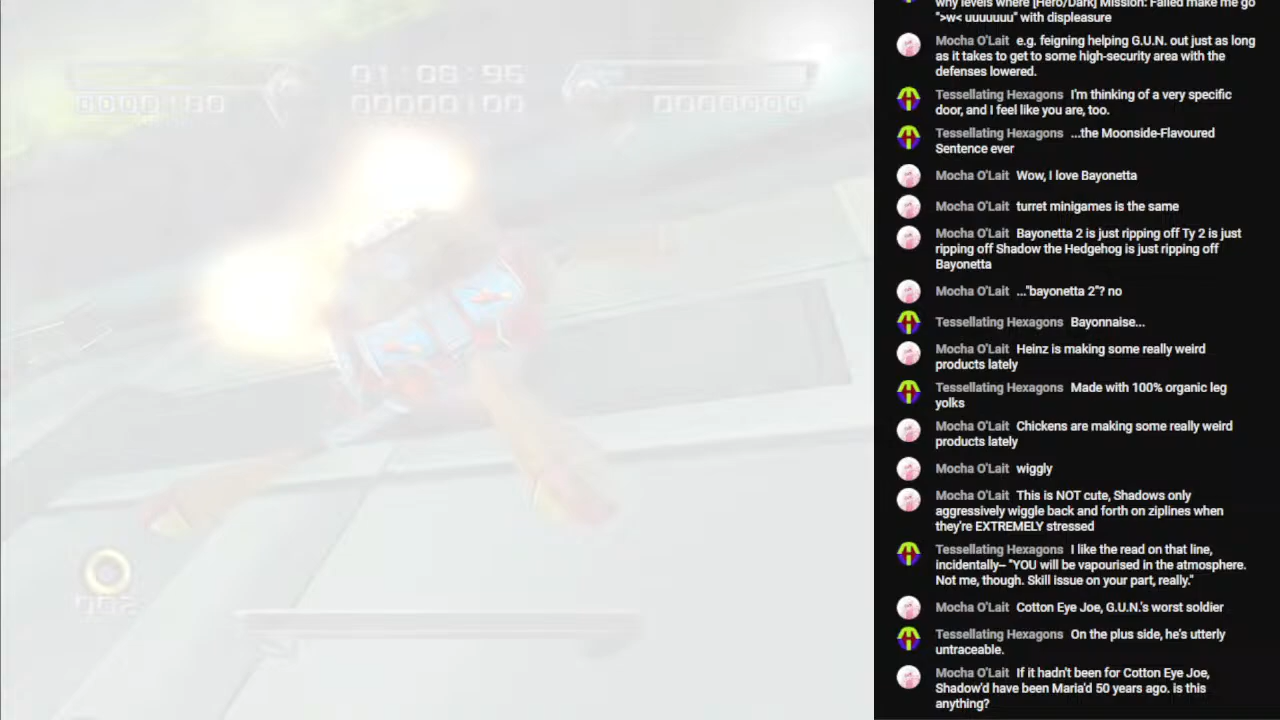 01:08:96
00000100
000000
002
why levels where [Hero/Dark] Mission: Failed make me go
">w< uuuuuuu" with displeasure
Mocha O'Lait e.g. feigning helping G.U.N. out just as long
as it takes to get to some high-security area with the
defenses lowered.
Tessellating Hexagons I'm thinking of a very specific
door, and I feel like you are, too.
Tessellating Hexagons ...the Moonside-Flavoured
Sentence ever
Mocha O'Lait Wow, I love Bayonetta
Mocha O'Lait turret minigames is the same
Mocha O'Lait Bayonetta 2 is just ripping off Ty 2 is just
ripping off Shadow the Hedgehog is just ripping off
Bayonetta
Mocha O'Lait ..."bayonetta 2"? no
Tessellating Hexagons Bayonnaise...
Mocha O'Lait Heinz is making some really weird
products lately
Tessellating Hexagons Made with 100% organic leg
yolks
Mocha O'Lait Chickens are making some really weird
products lately
Mocha O'Lait wiggly
Mocha O'Lait This is NOT cute, Shadows only
aggressively wiggle back and forth on ziplines when
they're EXTREMELY stressed
Tessellating Hexagons I like the read on that line,
incidentally– "YOU will be vapourised in the atmosphere.
Not me, though. Skill issue on your part, really."
Mocha O'Lait Cotton Eye Joe, G.U.N.'s worst soldier
Tessellating Hexagons On the plus side, he's utterly
untraceable.
Mocha O'Lait If it hadn't been for Cotton Eye Joe,
Shadow'd have been Maria'd 50 years ago. is this
anything?